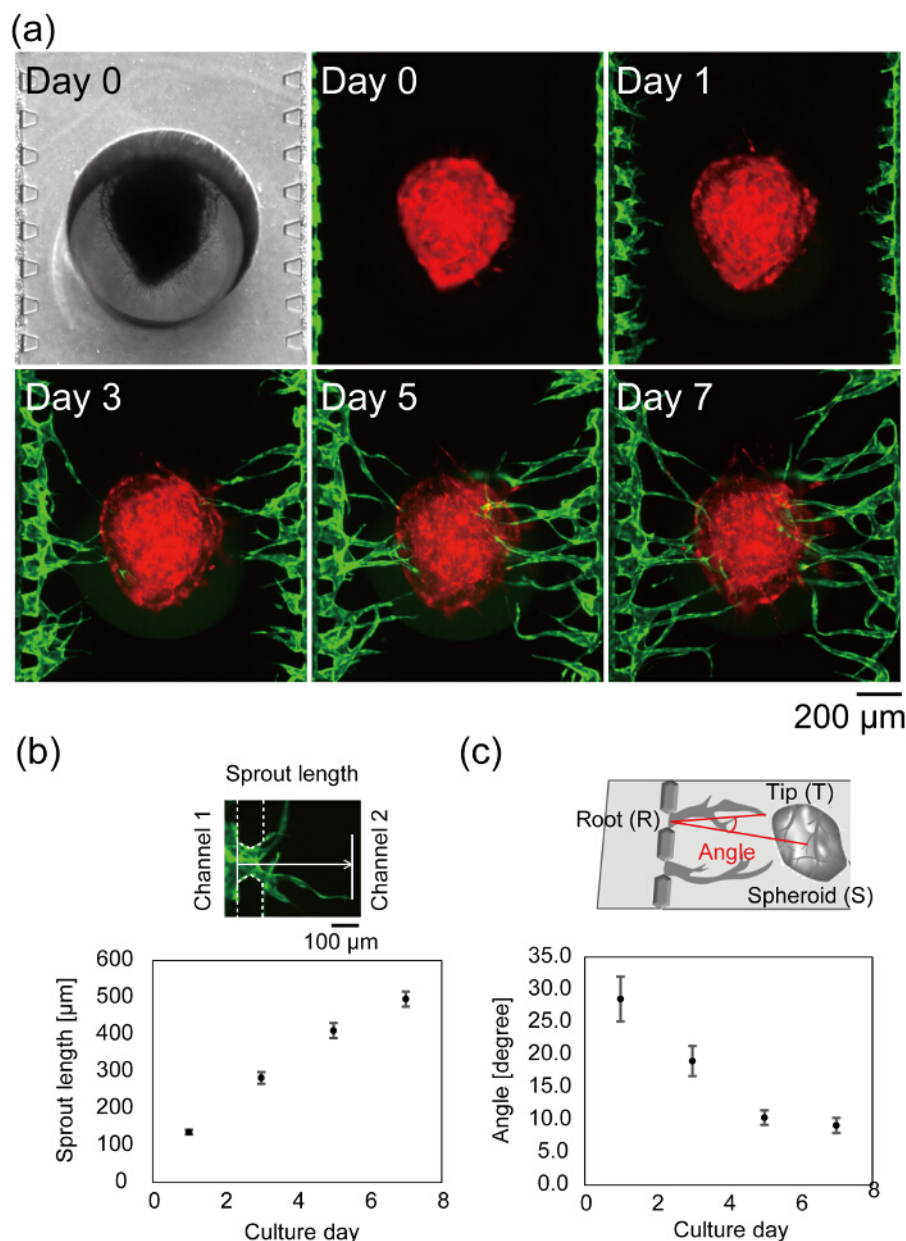 (a)
Day 0
Day 0
Day 1
Day 3
Day 5
Day 7
200 µm
(b)
Sprout length
Channel 1
Channel 2
100 µm
Sprout length [µm]
600
500
400
300
200
100
0
0 2 4 6 8
Culture day
(c)
Tip (T)
Root (R)
Angle
Spheroid (S)
Angle [degree]
35.0
30.0
25.0
20.0
15.0
10.0
5.0
0.0
0 2 4 6 8
Culture day